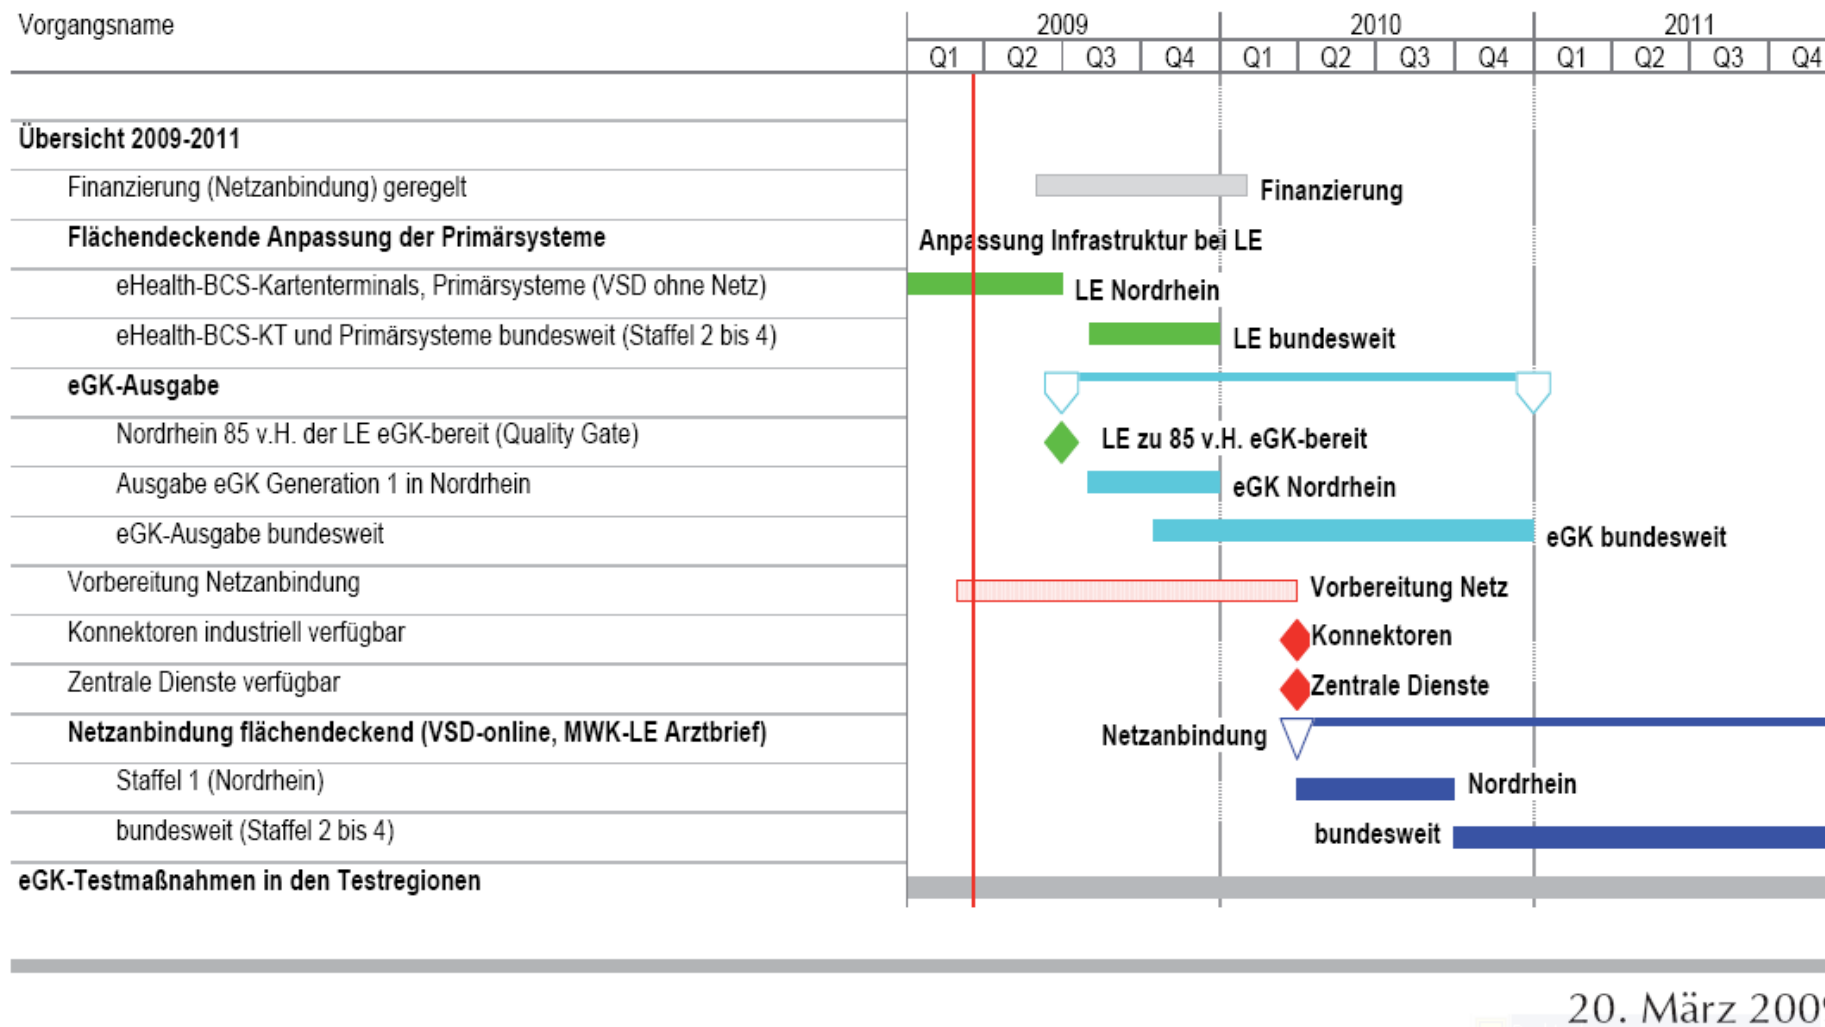 Vorgangsname 2009 2010 2011
Q1 Q2 Q3 Q4 Q1 Q2 Q3 Q4 Q1 Q2 Q3 Q4
Übersicht 2009-2011
Finanzierung (Netzanbindung) geregelt Finanzierung
Flächendeckende Anpassung der Primärsysteme Anpassung Infrastruktur bei LE
eHealth-BCS-Kartenterminals, Primärsysteme (VSD ohne Netz) LE Nordrhein
eHealth-BCS-KT und Primärsysteme bundesweit (Staffel 2 bis 4) LE bundesweit
eGK-Ausgabe
Nordrhein 85 v.H. der LE eGK-bereit (Quality Gate) LE zu 85 v.H. eGK-bereit
Ausgabe eGK Generation 1 in Nordrhein eGK Nordrhein
eGK-Ausgabe bundesweit eGK bundesweit
Vorbereitung Netzanbindung Vorbereitung Netz
Konnektoren industriell verfügbar Konnektoren
Zentrale Dienste verfügbar Zentrale Dienste
Netzanbindung flächendeckend (VSD-online, MWK-LE Arztbrief) Netzanbindung
Staffel 1 (Nordrhein) Nordrhein
bundesweit (Staffel 2 bis 4) bundesweit
eGK-Testmaßnahmen in den Testregionen
20. März 2009